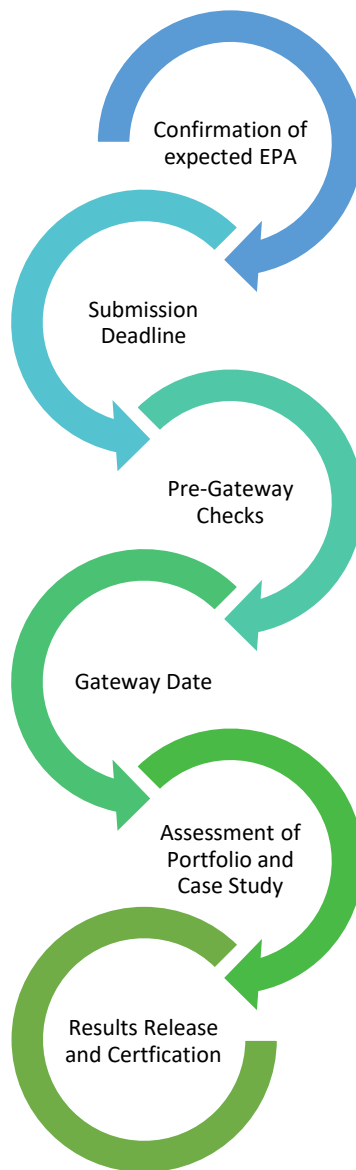 Confirmation of
expected EPA
Submission
Deadline
Pre-Gateway
Checks
Gateway Date
Assessment of
Portfolio and
Case Study
Results Release
and Certfication